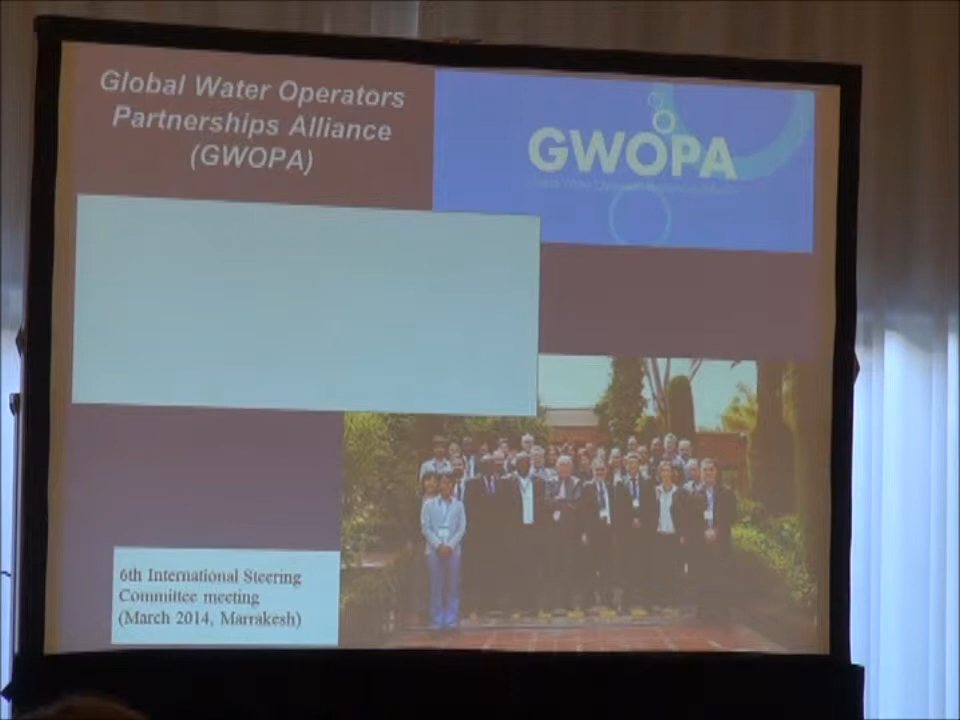 Global Water Operators
Partnerships Alliance
(GWOPA)
GWOPA
6th International Steering
Committee meeting
(March 2014, Marrakesh)